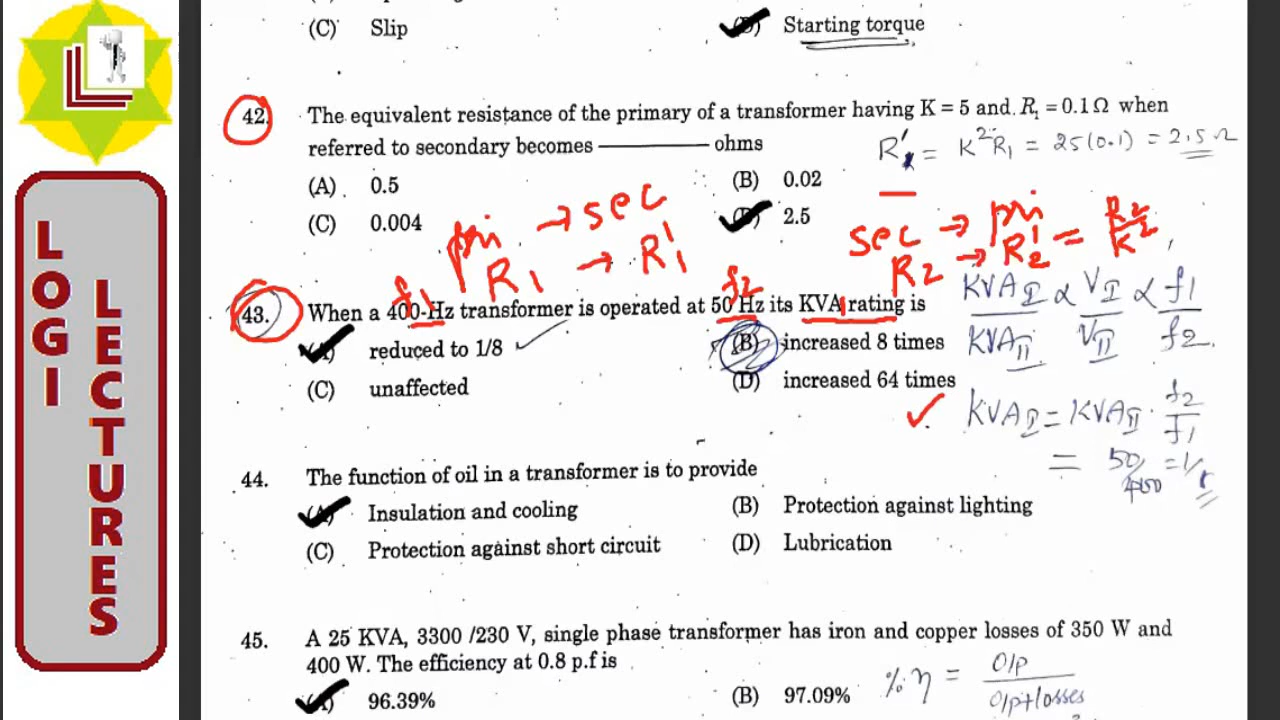 (C) Slip
Starting torque
42. The equivalent resistance of the primary of a transformer having K = 5 and R₁ = 0.1 Ω when
referred to secondary becomes ———— ohms
R₁' = K²R₁ = 25(0.1) = 2.5 Ω
(A) 0.5
(B) 0.02
(C) 0.004
2.5
pri → sec
R₁ → R₁'
sec → pri
R₂ → R₂' = R₂/K²
f₁
f₂
43. When a 400-Hz transformer is operated at 50 Hz its KVA rating is
reduced to 1/8
(B) increased 8 times
(C) unaffected
(D) increased 64 times
KVA_I/KVA_II ∝ V_I/V_II ∝ f₁/f₂
KVA_I = KVA_II · f₂/f₁
= 50/400 = 1/8
44. The function of oil in a transformer is to provide
(A) Insulation and cooling
(B) Protection against lighting
(C) Protection against short circuit
(D) Lubrication
45. A 25 KVA, 3300 /230 V, single phase transformer has iron and copper losses of 350 W and
400 W. The efficiency at 0.8 p.f is
96.39%
(B) 97.09%
% η = O/p / O/p+losses
LOGI
LECTURES